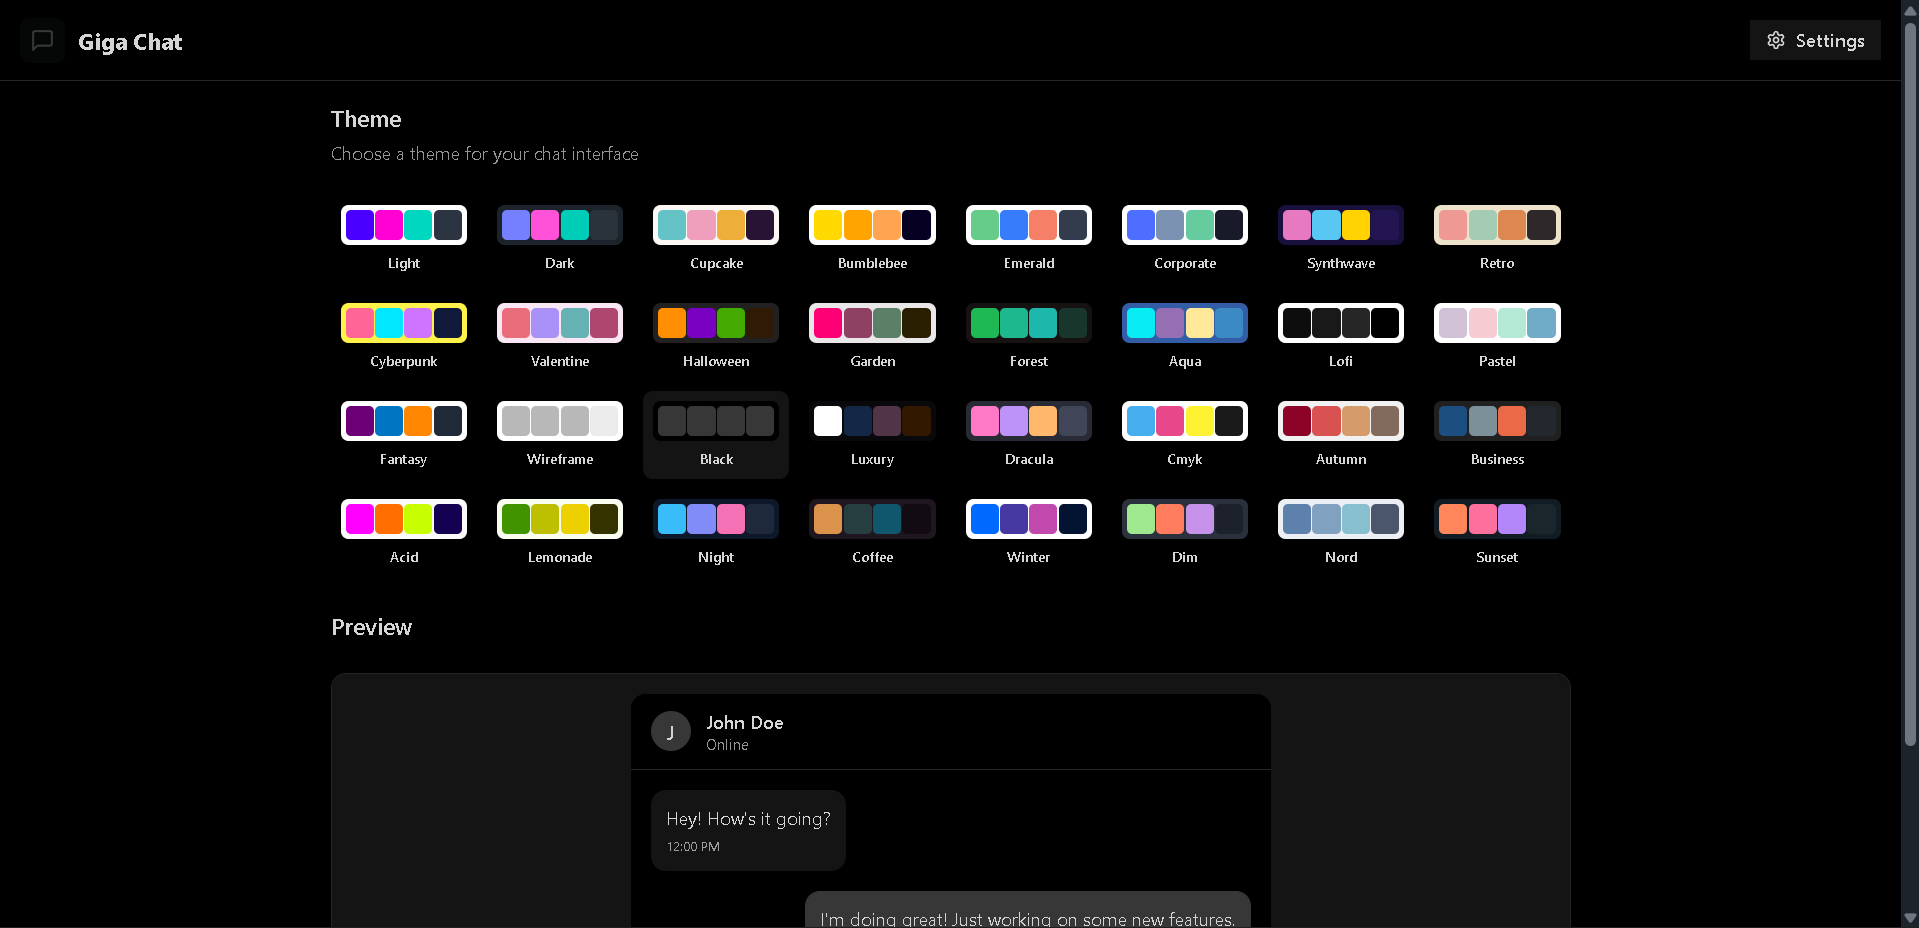 Giga Chat
Settings
Theme
Choose a theme for your chat interface
Light
Dark
Cupcake
Bumblebee
Emerald
Corporate
Synthwave
Retro
Cyberpunk
Valentine
Halloween
Garden
Forest
Aqua
Lofi
Pastel
Fantasy
Wireframe
Black
Luxury
Dracula
Cmyk
Autumn
Business
Acid
Lemonade
Night
Coffee
Winter
Dim
Nord
Sunset
Preview
J
John Doe
Online
Hey! How's it going?
12:00 PM
I'm doing great! Just working on some new features.